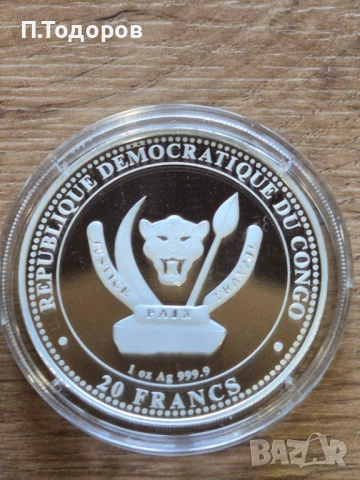 П.Тодоров
REPUBLIQUE DEMOCRATIQUE DU CONGO
JUSTICE
PAIX
TRAVAIL
1 oz Ag 999.9
20 FRANCS
BAZAR